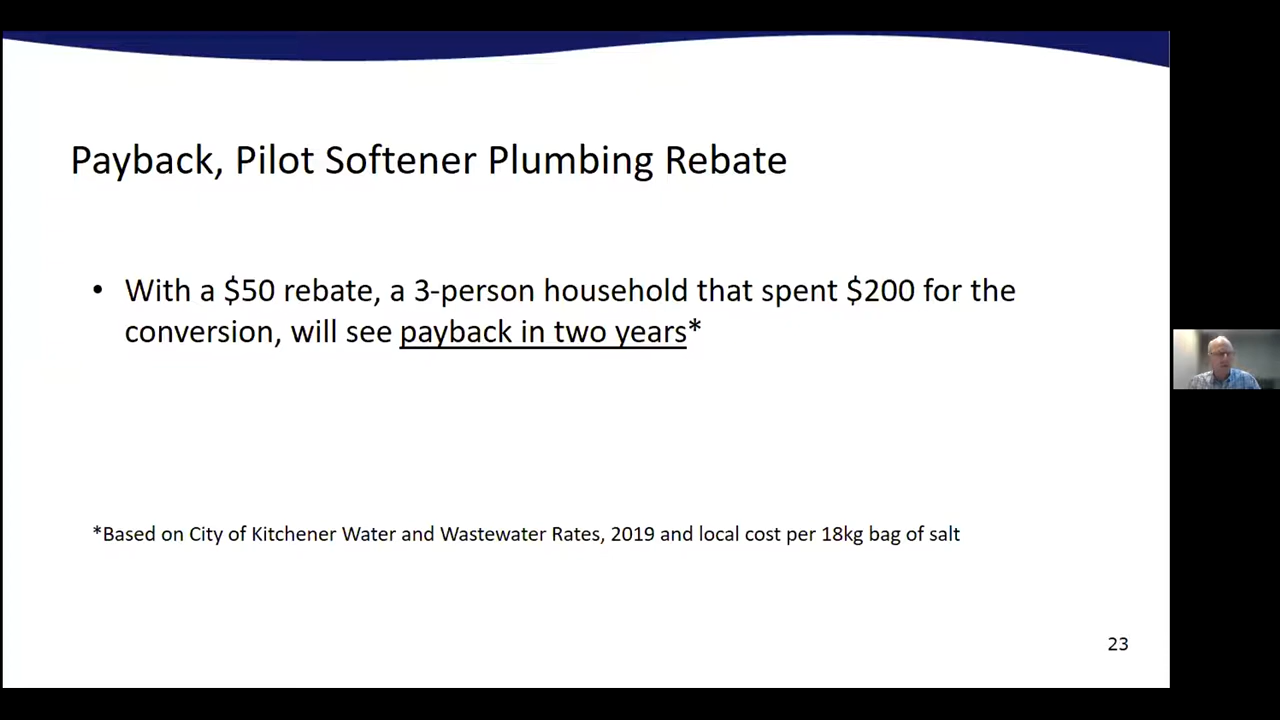 Payback, Pilot Softener Plumbing Rebate
• With a $50 rebate, a 3-person household that spent $200 for the
conversion, will see payback in two years*
*Based on City of Kitchener Water and Wastewater Rates, 2019 and local cost per 18kg bag of salt
23